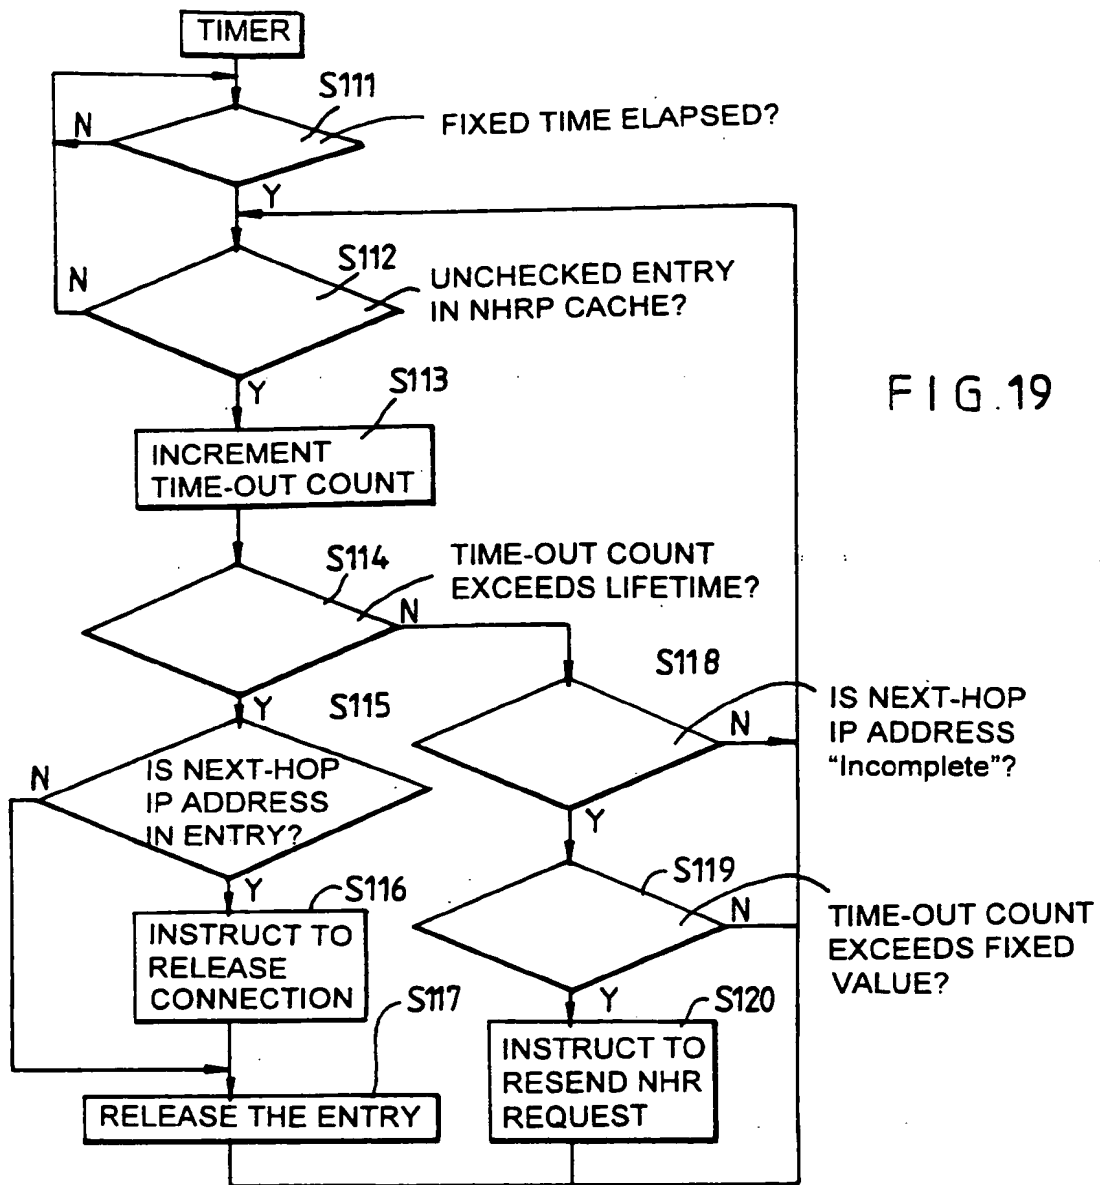 TIMER
S111
N
FIXED TIME ELAPSED?
Y
S112
N
UNCHECKED ENTRY
IN NHRP CACHE?
Y
S113
FIG.19
INCREMENT
TIME-OUT COUNT
S114
TIME-OUT COUNT
EXCEEDS LIFETIME?
N
S118
Y
S115
IS NEXT-HOP
IP ADDRESS
"Incomplete"?
N
N
IS NEXT-HOP
IP ADDRESS
IN ENTRY?
Y
Y
S119
N
TIME-OUT COUNT
EXCEEDS FIXED
VALUE?
S116
INSTRUCT TO
RELEASE
CONNECTION
Y
S117
S120
INSTRUCT TO
RESEND NHR
REQUEST
RELEASE THE ENTRY